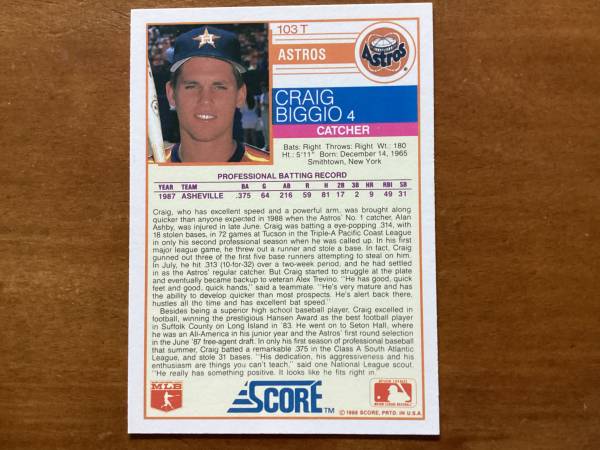 103 T
ASTROS
Astros
CRAIG
BIGGIO 4
CATCHER
Bats: Right Throws: Right Wt.: 180
Ht.: 5'11" Born: December 14, 1965
Smithtown, New York
PROFESSIONAL BATTING RECORD
YEAR TEAM BA G AB R H 2B 3B HR RBI SB
1987 ASHEVILLE .375 64 216 59 81 17 2 9 49 31
Craig, who has excellent speed and a powerful arm, was brought along
quicker than anyone expected in 1988 when the Astros' No. 1 catcher, Alan
Ashby, was injured in late June. Craig was batting a eye-popping .314, with
18 stolen bases, in 72 games at Tucson in the Triple-A Pacific Coast League
in only his second professional season when he was called up. In his first
major league game, he threw out a runner and stole a base. In fact, Craig
gunned out three of the first five base runners attempting to steal on him.
In July, he hit .313 (10-for-32) over a two-week period, and he had settled
in as the Astros' regular catcher. But Craig started to struggle at the plate
and eventually became backup to veteran Alex Trevino. "He has good, quick
feet and good, quick hands," said a teammate. "He's very mature and has
the ability to develop quicker than most prospects. He's alert back there,
hustles all the time and has excellent bat speed."
Besides being a superior high school baseball player, Craig excelled in
football, winning the prestigious Hansen Award as the best football player
in Suffolk County on Long Island in '83. He went on to Seton Hall, where
he was an All-America in his junior year and the Astros' first round selection
in the June '87 free-agent draft. In only his first season of professional baseball
that summer, Craig batted a remarkable .375 in the Class A South Atlantic
League, and stole 31 bases. "His dedication, his aggressiveness and his
enthusiasm are things you can't teach," said one National League scout.
"He really has something positive. It looks like he fits right in."
MLB
SCORE™
© 1988 SCORE, PRTD. IN U.S.A.